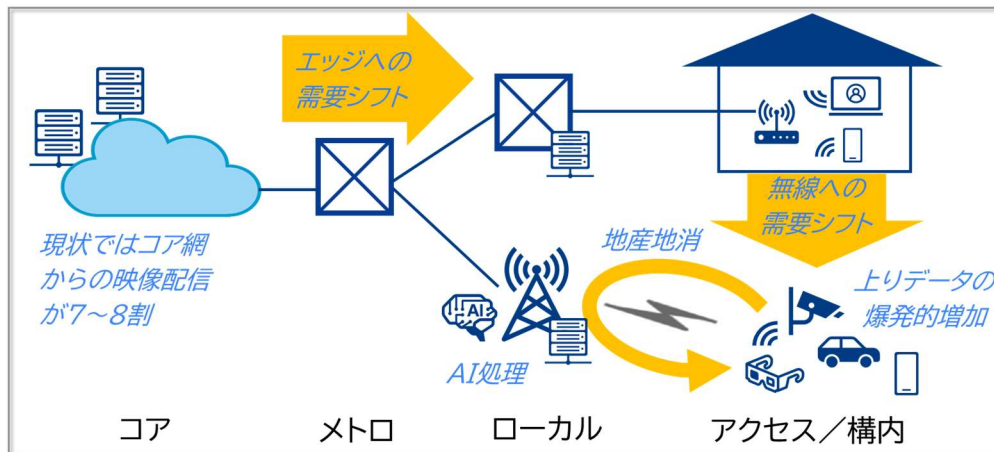 エッジへの
需要シフト
現状ではコア網
からの映像配信
が7～8割
無線への
需要シフト
地産地消
上りデータの
爆発的増加
AI
AI処理
コア
メトロ
ローカル
アクセス／構内